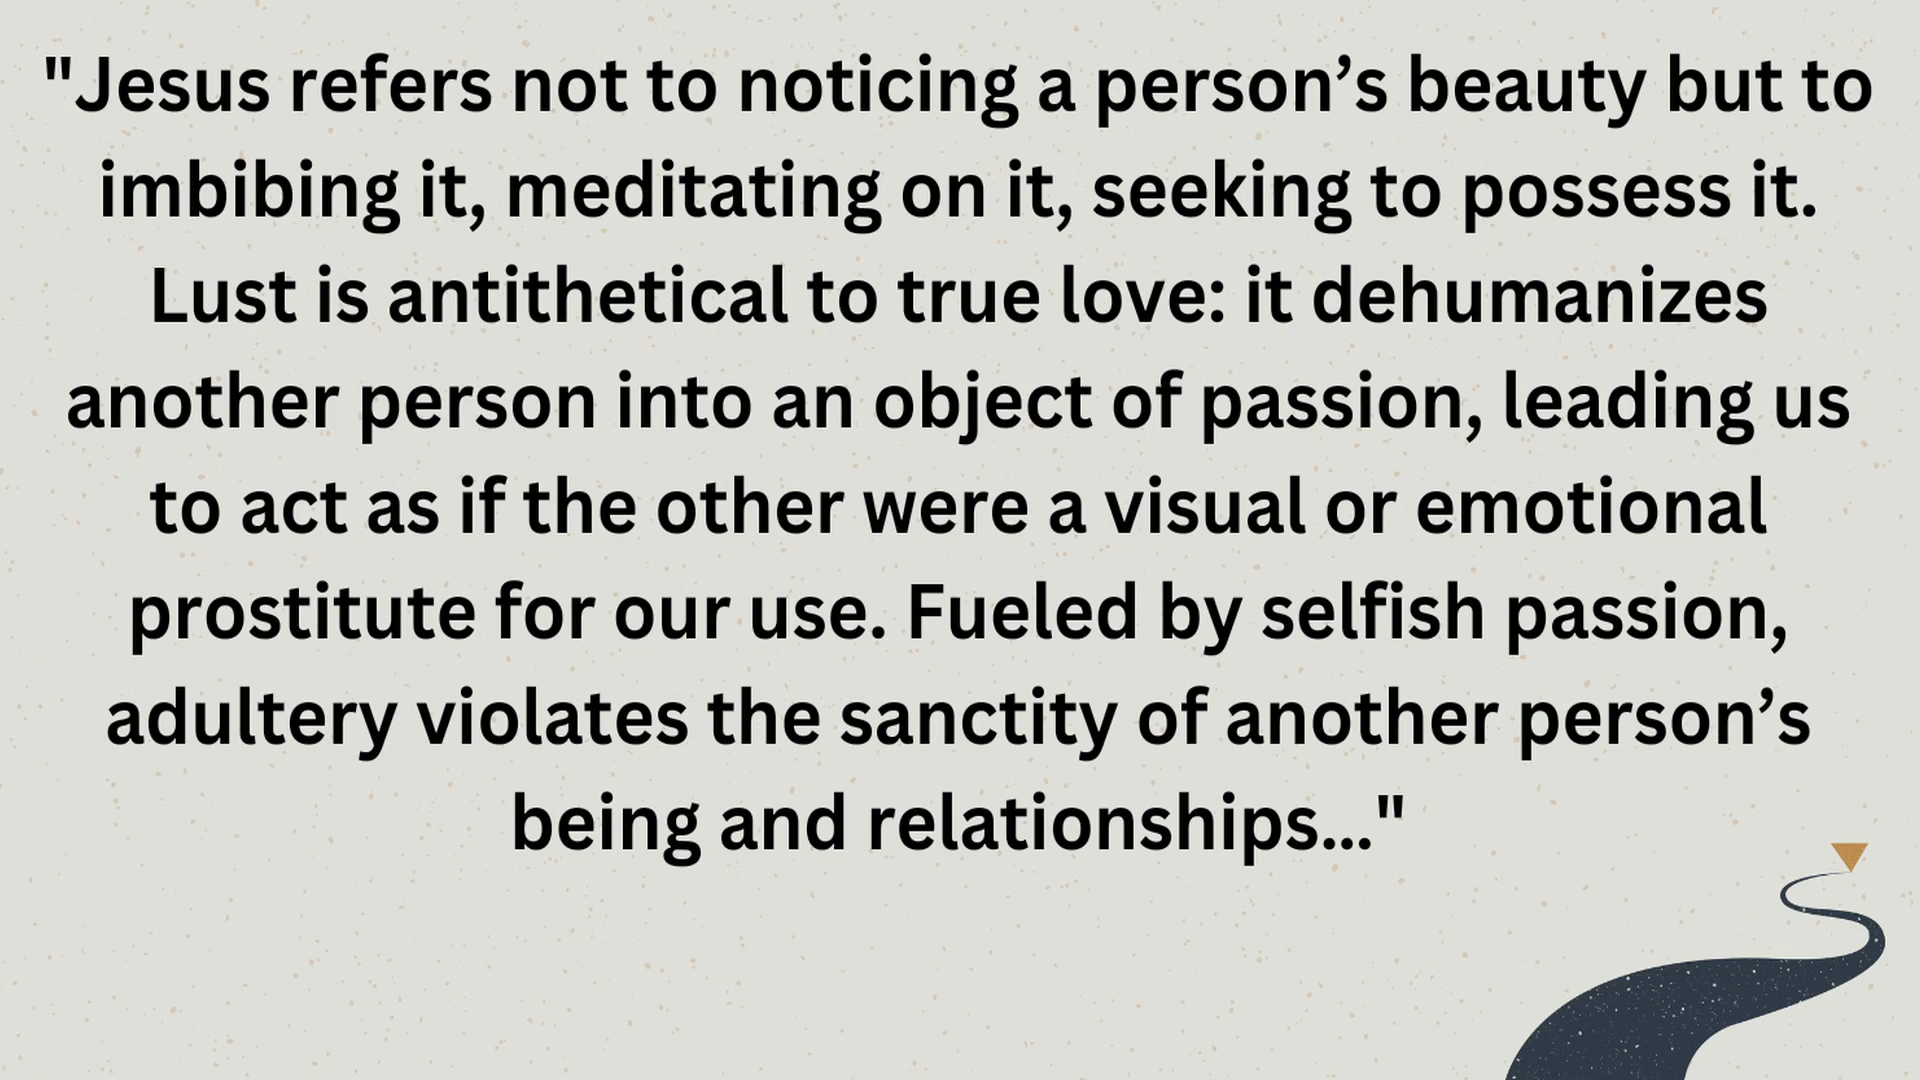 "Jesus refers not to noticing a person’s beauty but to
imbibing it, meditating on it, seeking to possess it.
Lust is antithetical to true love: it dehumanizes
another person into an object of passion, leading us
to act as if the other were a visual or emotional
prostitute for our use. Fueled by selfish passion,
adultery violates the sanctity of another person’s
being and relationships..."